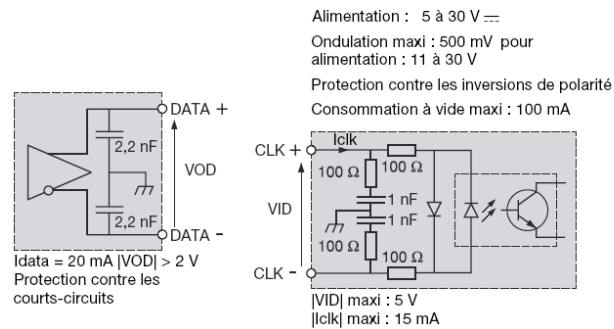 Alimentation : 5 à 30 V ⎓
Ondulation maxi : 500 mV pour
alimentation : 11 à 30 V
Protection contre les inversions de polarité
Consommation à vide maxi : 100 mA
DATA +
2,2 nF
VOD
2,2 nF
DATA -
Idata = 20 mA |VOD| > 2 V
Protection contre les
courts-circuits
CLK +
Iclk
100 Ω
100 Ω
1 nF
VID
1 nF
100 Ω
100 Ω
CLK -
|VID| maxi : 5 V
|Iclk| maxi : 15 mA